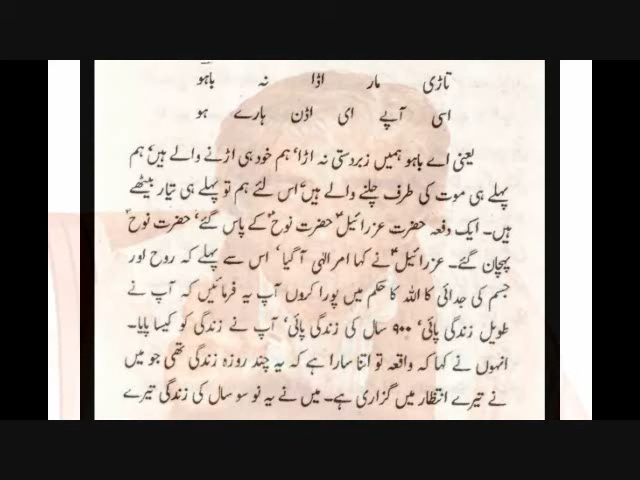 تاڑی مار اڈا نہ باہو
اسی آپے ای اڈن ہارے ہو
یعنی اے باہو ہمیں زبردستی نہ اڑا' ہم خود ہی اڑنے والے ہیں' ہم
پہلے ہی موت کی طرف چلنے والے ہیں' اس لئے ہم تو پہلے ہی تیار بیٹھے
ہیں۔ ایک دفعہ حضرت عزرائیلؑ حضرت نوحؑ کے پاس گئے' حضرت نوحؑ
پہچان گئے۔ عزرائیلؑ نے کہا امر الٰہی آ گیا' اس سے پہلے کہ روح اور
جسم کی جدائی کا اللہ کا حکم میں پورا کروں آپ یہ فرمائیں کہ آپ نے
طویل زندگی پائی' ۹۰۰ سال کی زندگی پائی' آپ نے زندگی کو کیسا پایا۔
انہوں نے کہا کہ واقعہ تو اتنا سارا ہے کہ یہ چند روزہ زندگی تھی جو میں
نے تیرے انتظار میں گزاری ہے۔ میں نے یہ نو سو سال کی زندگی تیرے